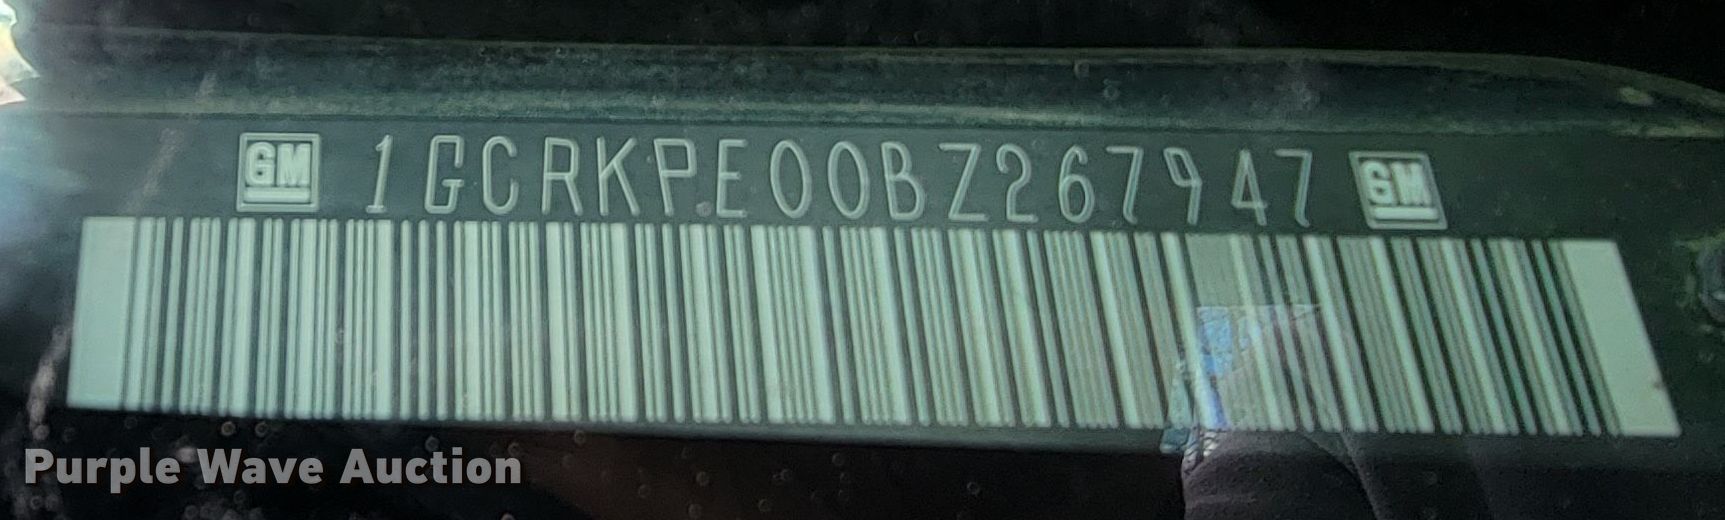 GM 1GCRKPE00BZ267947 GM
Purple Wave Auction